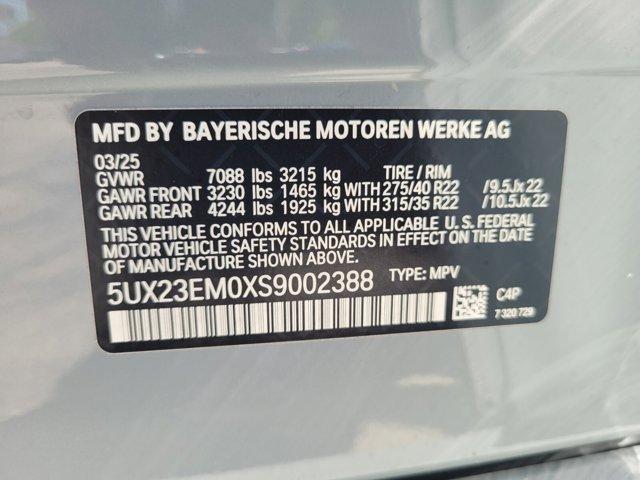 MFD BY BAYERISCHE MOTOREN WERKE AG
03/25
GVWR 7088 lbs 3215 kg TIRE / RIM
GAWR FRONT 3230 lbs 1465 kg WITH 275/40 R22 /9.5Jx22
GAWR REAR 4244 lbs 1925 kg WITH 315/35 R22 /10.5Jx22
THIS VEHICLE CONFORMS TO ALL APPLICABLE U.S. FEDERAL
MOTOR VEHICLE SAFETY STANDARDS IN EFFECT ON THE DATE
OF MANUFACTURE SHOWN ABOVE.
5UX23EM0XS9002388 TYPE: MPV
C4P
7 320 729